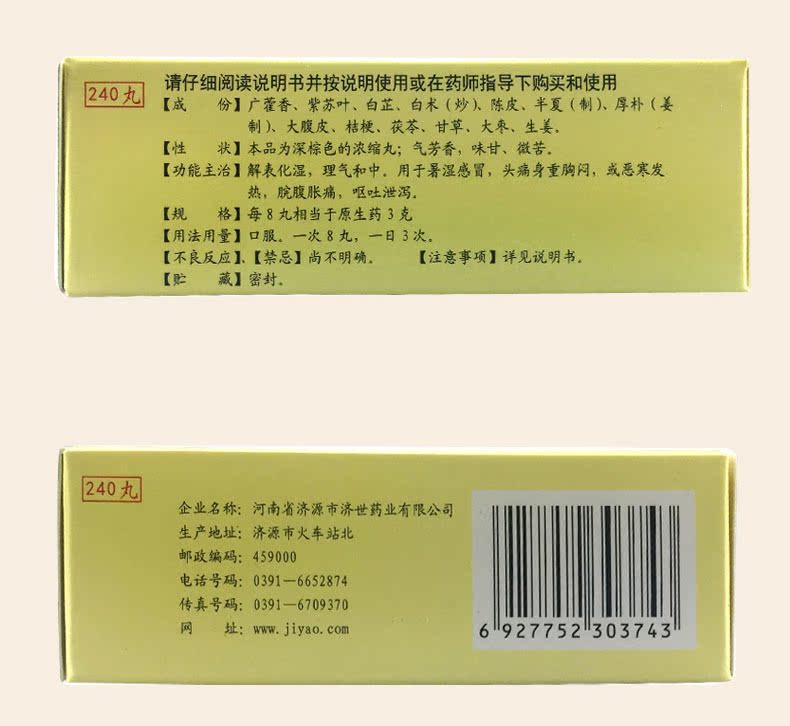 240丸
请仔细阅读说明书并按说明使用或在药师指导下购买和使用
【成　份】广藿香、紫苏叶、白芷、白术（炒）、陈皮、半夏（制）、厚朴（姜
制）、大腹皮、桔梗、茯苓、甘草、大枣、生姜。
【性　状】本品为深棕色的浓缩丸；气芳香，味甘、微苦。
【功能主治】解表化湿，理气和中。用于暑湿感冒，头痛身重胸闷，或恶寒发
热，脘腹胀痛，呕吐泄泻。
【规　格】每8丸相当于原生药3克
【用法用量】口服。一次8丸，一日3次。
【不良反应】、【禁忌】尚不明确。　【注意事项】详见说明书。
【贮　藏】密封。
240丸
企业名称：河南省济源市济世药业有限公司
生产地址：济源市火车站北
邮政编码：459000
电话号码：0391—6652874
传真号码：0391—6709370
网　址：www.jiyao.com
6 927752 303743